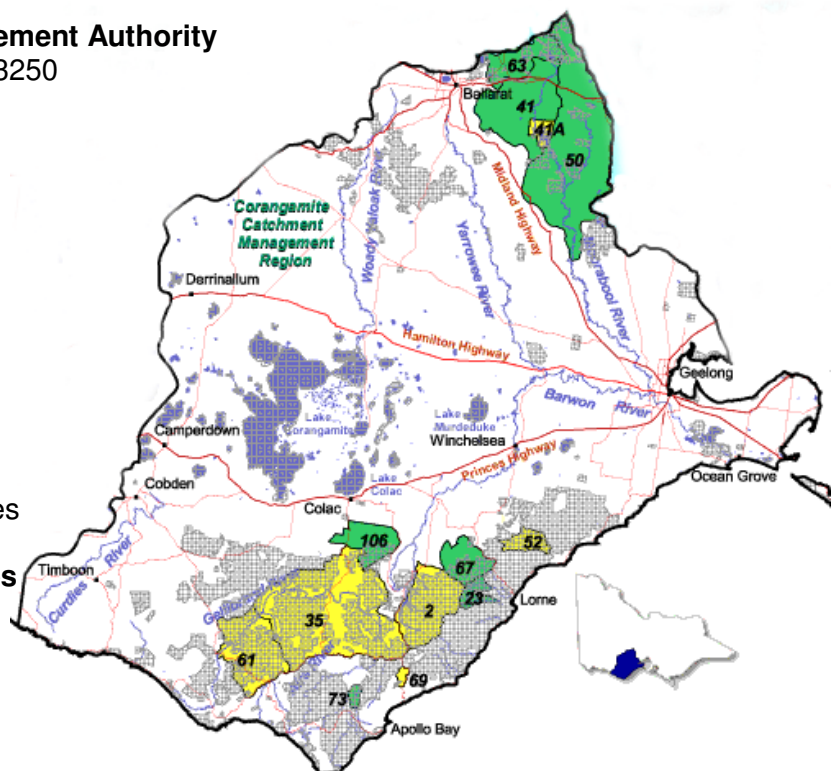 ement Authority
3250
63
Ballarat
41
41A
50
Midland Highway
Corangamite
Catchment
Management
Region
Woady Yaloak River
Yarrowee River
Moorabool River
Derrinallum
Hamilton Highway
Geelong
Barwon River
Lake
Corangamite
Lake
Murdeduke
Camperdown
Winchelsea
Princes Highway
Lake
Colac
Ocean Grove
Cobden
Colac
es
106
52
s
Timboon
67
Curdies River
23
Lorne
35
2
61
69
73
Apollo Bay